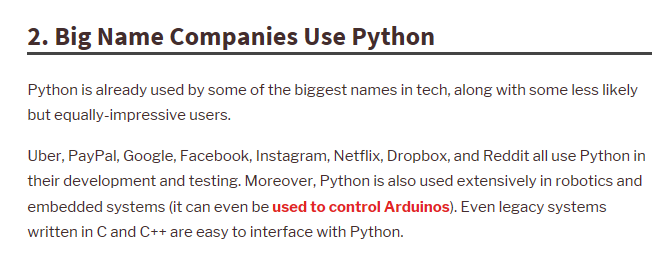 2. Big Name Companies Use Python
Python is already used by some of the biggest names in tech, along with some less likely
but equally-impressive users.
Uber, PayPal, Google, Facebook, Instagram, Netflix, Dropbox, and Reddit all use Python in
their development and testing. Moreover, Python is also used extensively in robotics and
embedded systems (it can even be used to control Arduinos). Even legacy systems
written in C and C++ are easy to interface with Python.